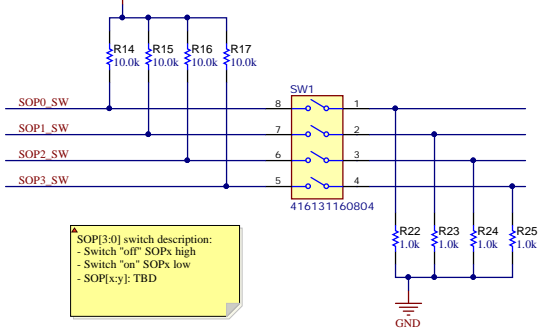 R14 R15 R16 R17
10.0k 10.0k 10.0k 10.0k
SW1
SOP0_SW 8 1
SOP1_SW 7 2
SOP2_SW 6 3
SOP3_SW 5 4
416131160804
R22 R23 R24 R25
1.0k 1.0k 1.0k 1.0k
SOP[3:0] switch description:
- Switch "off" SOPx high
- Switch "on" SOPx low
- SOP[x:y]: TBD
GND